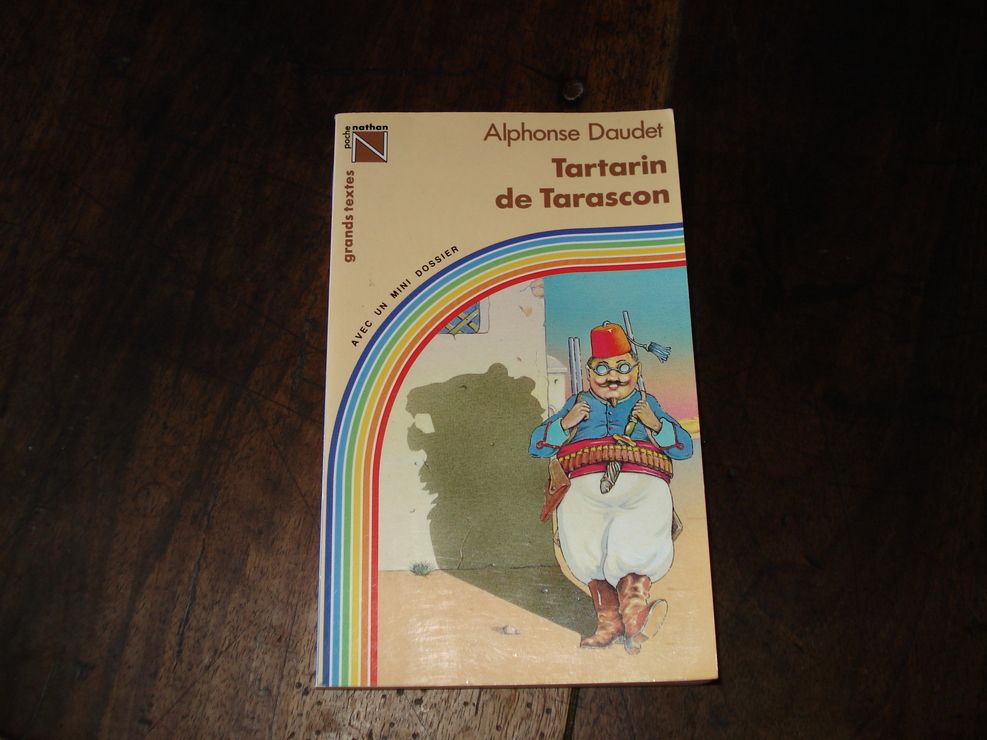 poche nathan
grands textes
Alphonse Daudet
Tartarin
de Tarascon
AVEC UN MINI DOSSIER